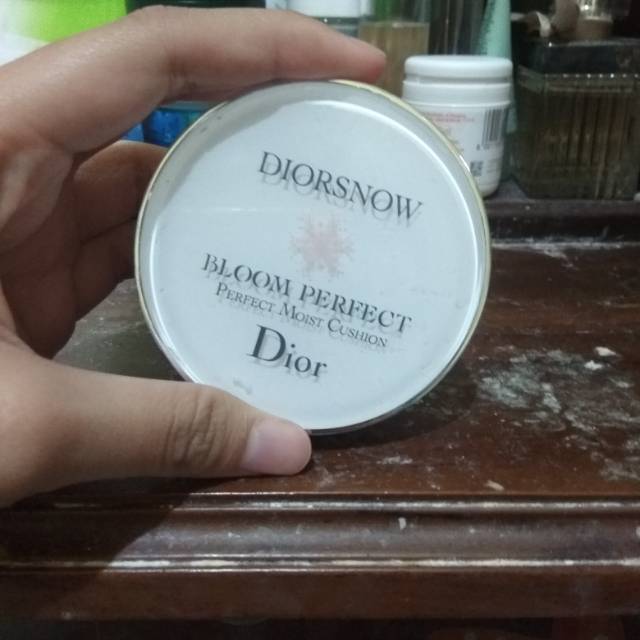 DIORSNOW
BLOOM PERFECT
PERFECT MOIST CUSHION
Dior